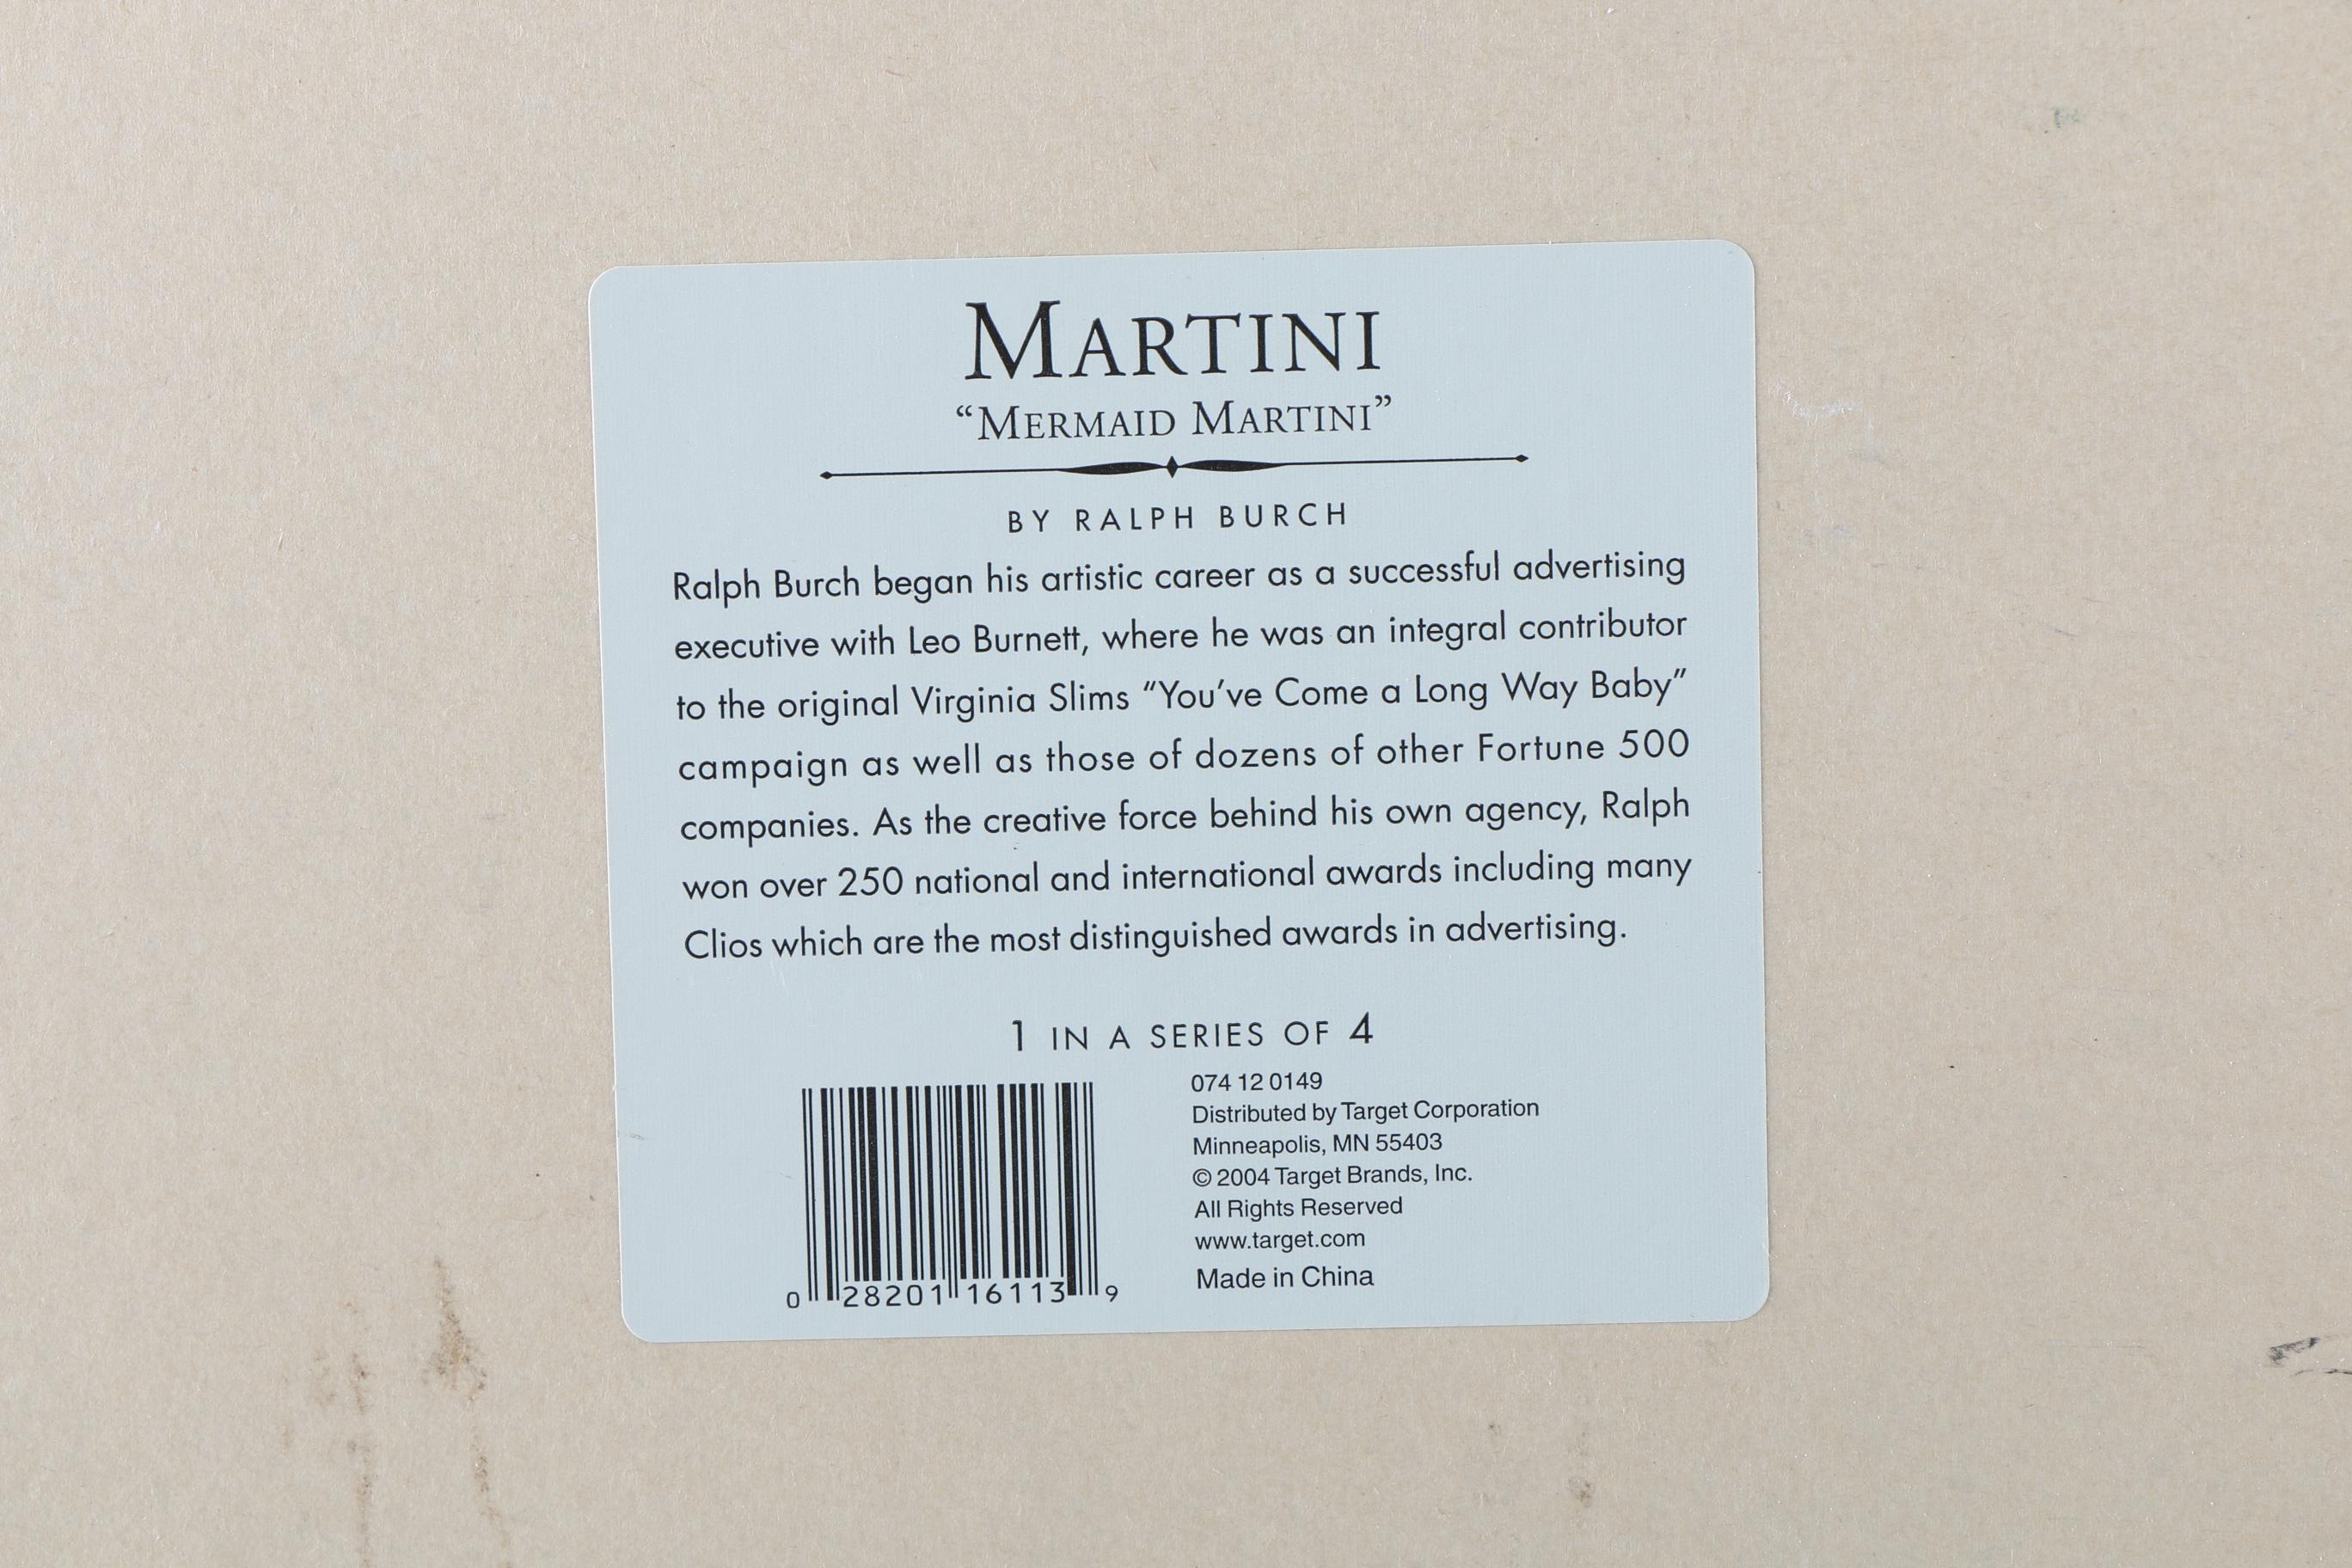 MARTINI
“MERMAID MARTINI”
BY RALPH BURCH
Ralph Burch began his artistic career as a successful advertising
executive with Leo Burnett, where he was an integral contributor
to the original Virginia Slims “You’ve Come a Long Way Baby”
campaign as well as those of dozens of other Fortune 500
companies. As the creative force behind his own agency, Ralph
won over 250 national and international awards including many
Clios which are the most distinguished awards in advertising.
1 IN A SERIES OF 4
074 12 0149
Distributed by Target Corporation
Minneapolis, MN 55403
© 2004 Target Brands, Inc.
All Rights Reserved
www.target.com
Made in China
0 28201 16113 9